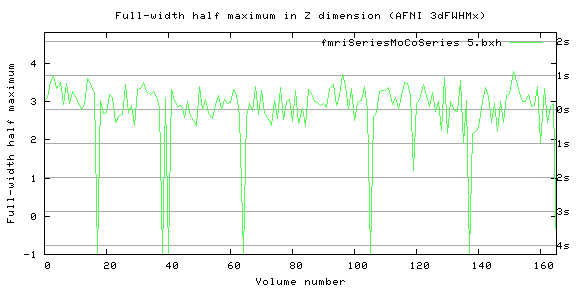 Full-width half maximum in Z dimension (AFNI 3dFWHMx)
fmriSeriesMoCoSeries 5.bxh
Full-width half maximum
4
3
2
1
0
-1
2s
1s
0s
1s
2s
3s
4s
0 20 40 60 80 100 120 140 160
Volume number